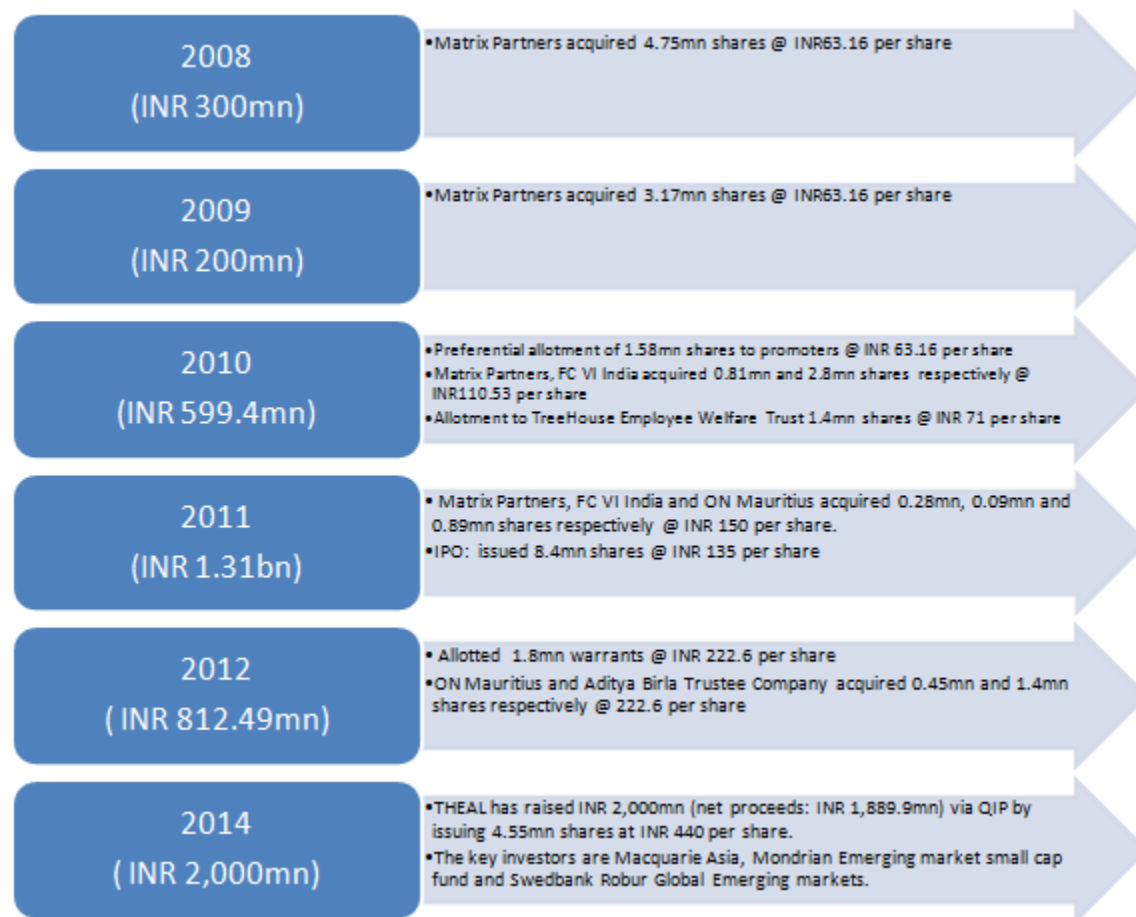 2008
(INR 300mn)
•Matrix Partners acquired 4.75mn shares @ INR63.16 per share
2009
(INR 200mn)
•Matrix Partners acquired 3.17mn shares @ INR63.16 per share
2010
(INR 599.4mn)
•Preferential allotment of 1.58mn shares to promoters @ INR 63.16 per share
•Matrix Partners, FC VI India acquired 0.81mn and 2.8mn shares respectively @
INR110.53 per share
•Allotment to TreeHouse Employee Welfare Trust 1.4mn shares @ INR 71 per share
2011
(INR 1.31bn)
• Matrix Partners, FC VI India and ON Mauritius acquired 0.28mn, 0.09mn and
0.89mn shares respectively @ INR 150 per share.
•IPO: issued 8.4mn shares @ INR 135 per share
2012
( INR 812.49mn)
• Allotted 1.8mn warrants @ INR 222.6 per share
•ON Mauritius and Aditya Birla Trustee Company acquired 0.45mn and 1.4mn
shares respectively @ 222.6 per share
2014
( INR 2,000mn)
•THEAL has raised INR 2,000mn (net proceeds: INR 1,889.9mn) via QIP by
issuing 4.55mn shares at INR 440 per share.
•The key investors are Macquarie Asia, Mondrian Emerging market small cap
fund and Swedbank Robur Global Emerging markets.